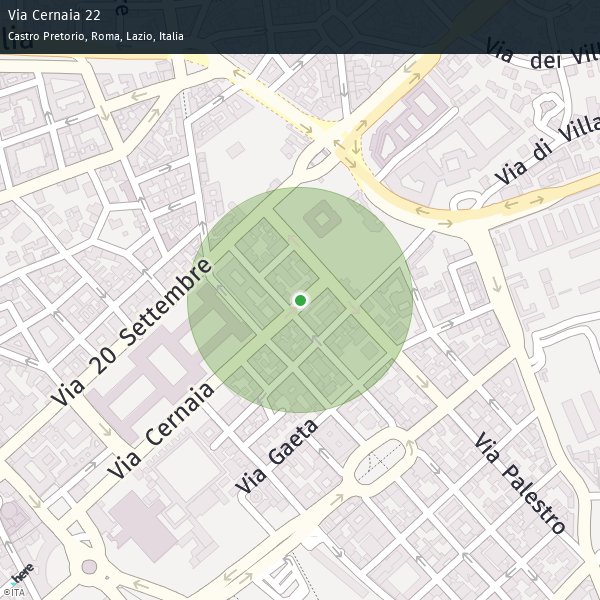 Via Cernaia 22
Castro Pretorio, Roma, Lazio, Italia
lia
Via dei Vill
Via di Villa
Via 20 Settembre
Via Cernaia
Via Gaeta
Via Palestro
here
©ITA